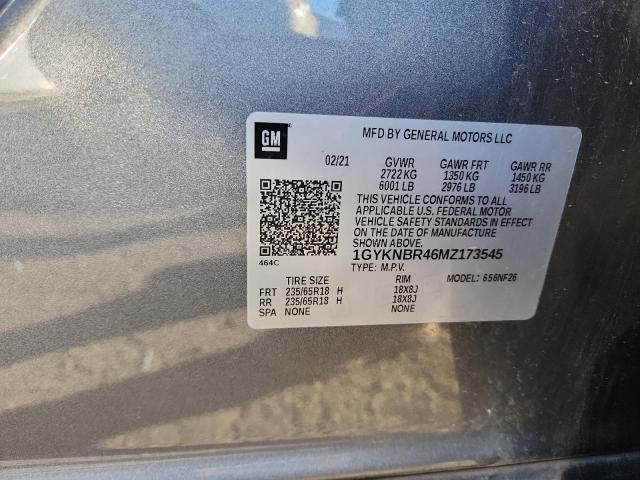 GM
MFD BY GENERAL MOTORS LLC
02/21 GVWR GAWR FRT GAWR RR
2722 KG 1350 KG 1450 KG
6001 LB 2976 LB 3196 LB
THIS VEHICLE CONFORMS TO ALL
APPLICABLE U.S. FEDERAL MOTOR
VEHICLE SAFETY STANDARDS IN EFFECT
ON THE DATE OF MANUFACTURE
SHOWN ABOVE.
464C
1GYKNBR46MZ173545
TYPE: M.P.V.
TIRE SIZE RIM MODEL: 656NF26
FRT 235/65R18 H 18X8J
RR 235/65R18 H 18X8J
SPA NONE NONE